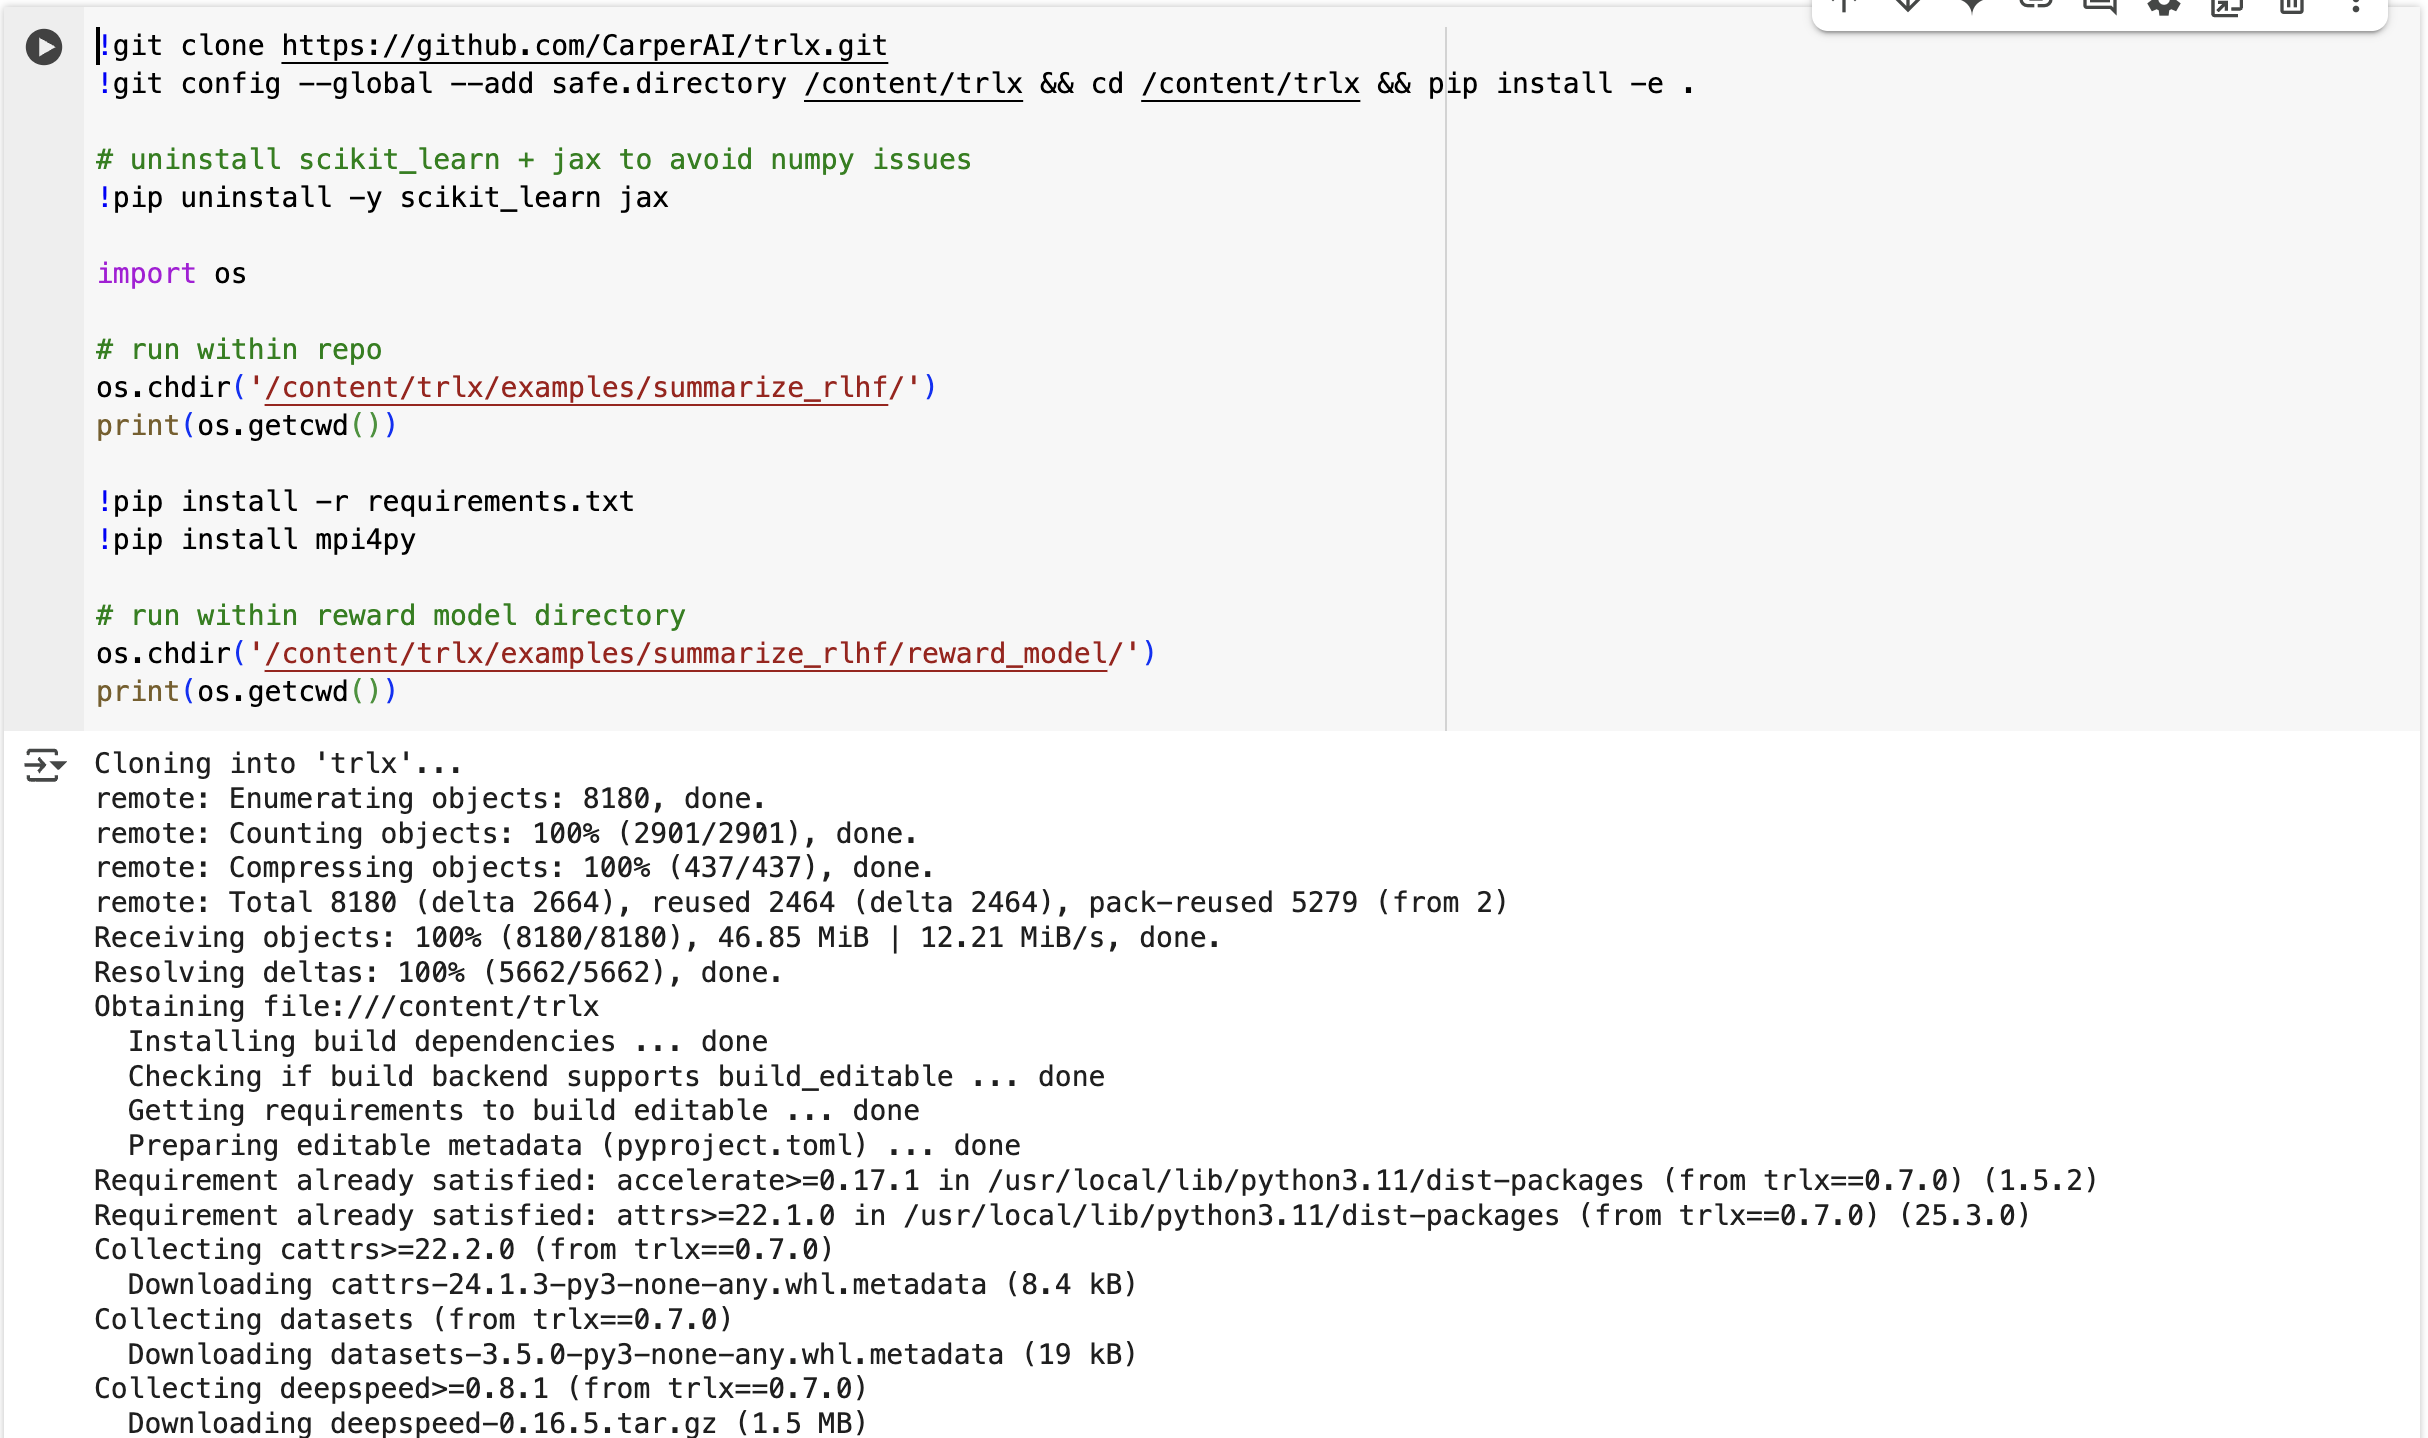 !git clone https://github.com/CarperAI/trlx.git
!git config --global --add safe.directory /content/trlx && cd /content/trlx && pip install -e .
# uninstall scikit_learn + jax to avoid numpy issues
!pip uninstall -y scikit_learn jax
import os
# run within repo
os.chdir('/content/trlx/examples/summarize_rlhf/')
print(os.getcwd())
!pip install -r requirements.txt
!pip install mpi4py
# run within reward model directory
os.chdir('/content/trlx/examples/summarize_rlhf/reward_model/')
print(os.getcwd())
Cloning into 'trlx'...
remote: Enumerating objects: 8180, done.
remote: Counting objects: 100% (2901/2901), done.
remote: Compressing objects: 100% (437/437), done.
remote: Total 8180 (delta 2664), reused 2464 (delta 2464), pack-reused 5279 (from 2)
Receiving objects: 100% (8180/8180), 46.85 MiB | 12.21 MiB/s, done.
Resolving deltas: 100% (5662/5662), done.
Obtaining file:///content/trlx
  Installing build dependencies ... done
  Checking if build backend supports build_editable ... done
  Getting requirements to build editable ... done
  Preparing editable metadata (pyproject.toml) ... done
Requirement already satisfied: accelerate>=0.17.1 in /usr/local/lib/python3.11/dist-packages (from trlx==0.7.0) (1.5.2)
Requirement already satisfied: attrs>=22.1.0 in /usr/local/lib/python3.11/dist-packages (from trlx==0.7.0) (25.3.0)
Collecting cattrs>=22.2.0 (from trlx==0.7.0)
  Downloading cattrs-24.1.3-py3-none-any.whl.metadata (8.4 kB)
Collecting datasets (from trlx==0.7.0)
  Downloading datasets-3.5.0-py3-none-any.whl.metadata (19 kB)
Collecting deepspeed>=0.8.1 (from trlx==0.7.0)
  Downloading deepspeed-0.16.5.tar.gz (1.5 MB)